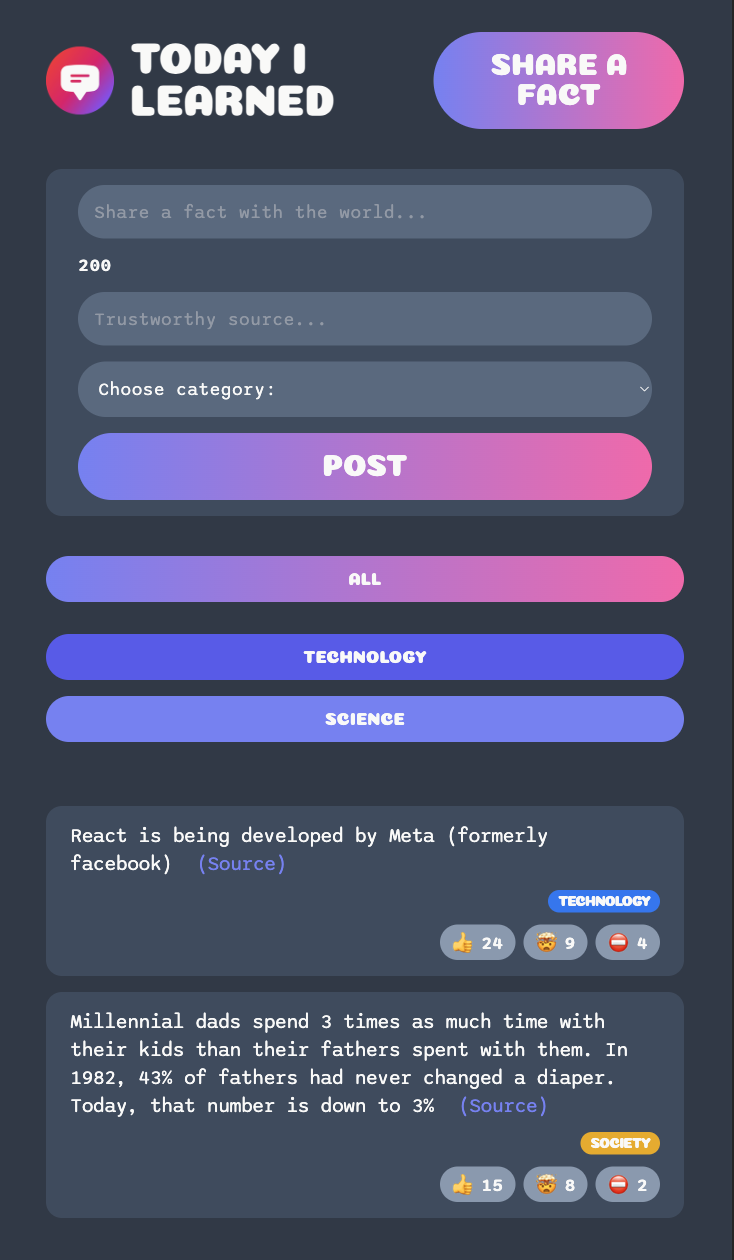 TODAY I
LEARNED
SHARE A
FACT
Share a fact with the world...
200
Trustworthy source...
Choose category:
POST
ALL
TECHNOLOGY
SCIENCE
React is being developed by Meta (formerly
facebook) (Source)
TECHNOLOGY
👍 24 🤯 9 ⛔ 4
Millennial dads spend 3 times as much time with
their kids than their fathers spent with them. In
1982, 43% of fathers had never changed a diaper.
Today, that number is down to 3% (Source)
SOCIETY
👍 15 🤯 8 ⛔ 2